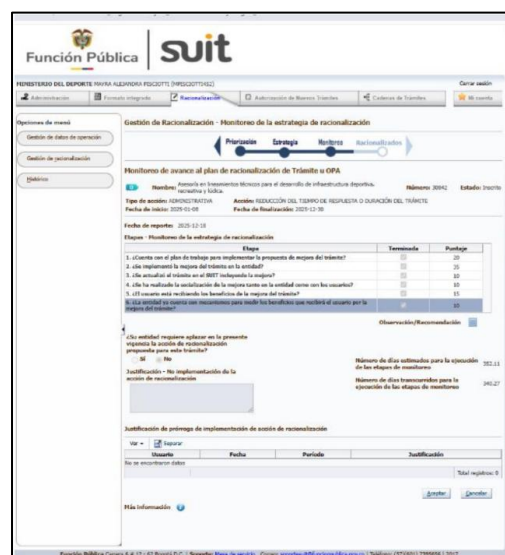 Función Pública
suit
MINISTERIO DEL DEPORTE MAYRA ALEJANDRA PISCIOTTI
Cerrar sesión
Administración
Formato integrado
Racionalización
Autorización de Nuevos Trámites
Cadenas de Trámites
Mi cuenta
Opciones de menú
Gestión de datos de operación
Gestión de racionalización
Históricos
Gestión de Racionalización - Monitoreo de la estrategia de racionalización
Priorización
Estrategia
Monitoreo
Racionalizados
Monitoreo de avance al plan de racionalización de Trámite u OPA
Nombre: Asesoría en lineamientos técnicos para el desarrollo de infraestructura deportiva, recreativa y lúdica.
Número: Estado: Inscrito
Tipo de acción: ADMINISTRATIVA
Acción: REDUCCIÓN DEL TIEMPO DE RESPUESTA O DURACIÓN DEL TRÁMITE
Fecha de inicio:
Fecha de finalización:
Fecha de reporte:
Etapas - Monitoreo de la estrategia de racionalización
Etapa Terminada Puntaje
1. ¿Cuenta con el plan de trabajo para implementar la propuesta de mejora del trámite? 20
2. ¿Se implementó la mejora del trámite en la entidad?
3. ¿Se actualizó el trámite en el SUIT incluyendo la mejora? 10
4. ¿Se ha realizado la socialización de la mejora tanto en la entidad como con los usuarios? 10
5. ¿El usuario está recibiendo los beneficios de la mejora del trámite? 15
6. ¿La entidad ya cuenta con mecanismos para medir los beneficios que recibirá el usuario por la mejora del trámite? 10
Observación/Recomendación
¿Su entidad requiere aplazar en la presente vigencia la acción de racionalización propuesta para este trámite?
Sí No
Justificación - No implementación de la acción de racionalización
Número de días estimados para la ejecución de las etapas de monitoreo
Número de días transcurridos para la ejecución de las etapas de monitoreo
Justificación de prórroga de implementación de acción de racionalización
Ver Separar
Usuario Fecha Periodo Justificación
No se encontraron datos
Total registros: 0
Aceptar
Cancelar
Más Información